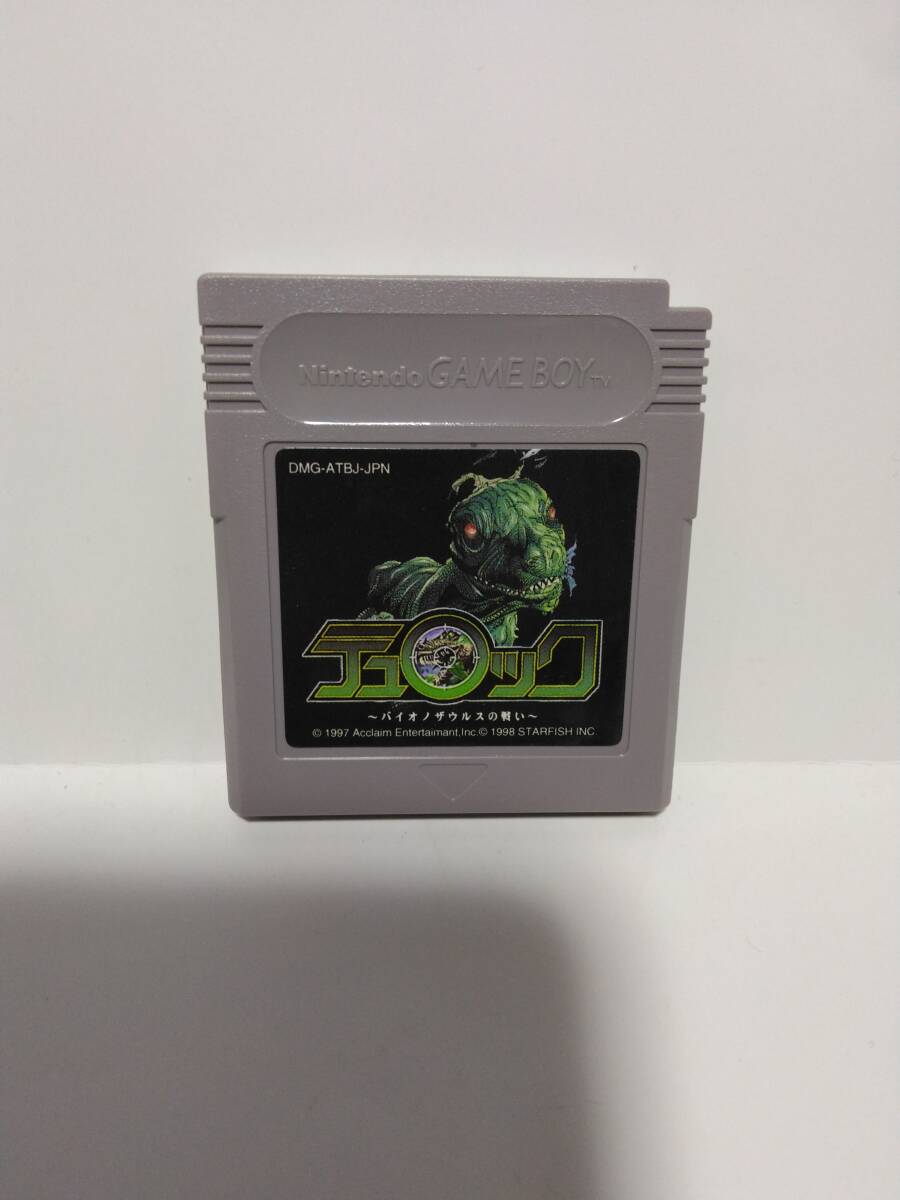 Nintendo GAME BOY TM
DMG-ATBJ-JPN
テュロック
～バイオノザウルスの戦い～
© 1997 Acclaim Entertaimant,Inc.© 1998 STARFISH INC.